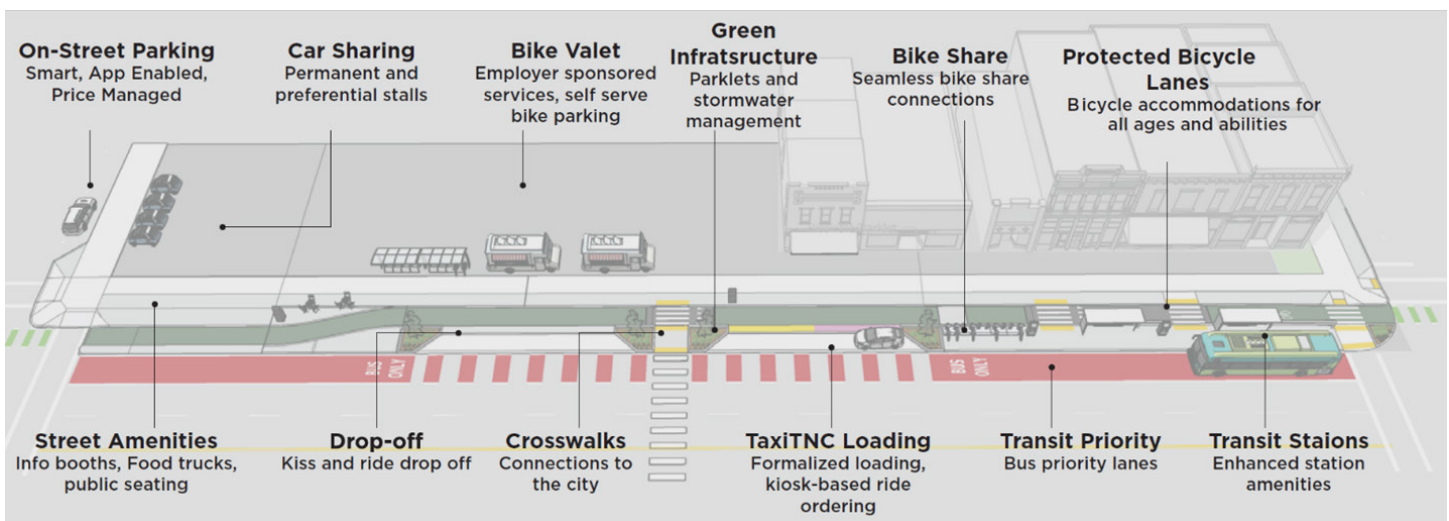 On-Street Parking
Smart, App Enabled,
Price Managed
Car Sharing
Permanent and
preferential stalls
Bike Valet
Employer sponsored
services, self serve
bike parking
Green
Infratsructure
Parklets and
stormwater
management
Bike Share
Seamless bike share
connections
Protected Bicycle
Lanes
Bicycle accommodations for
all ages and abilities
BUS
ONLY
BUS
ONLY
Street Amenities
Info booths, Food trucks,
public seating
Drop-off
Kiss and ride drop off
Crosswalks
Connections to
the city
TaxiTNC Loading
Formalized loading,
kiosk-based ride
ordering
Transit Priority
Bus priority lanes
Transit Staions
Enhanced station
amenities